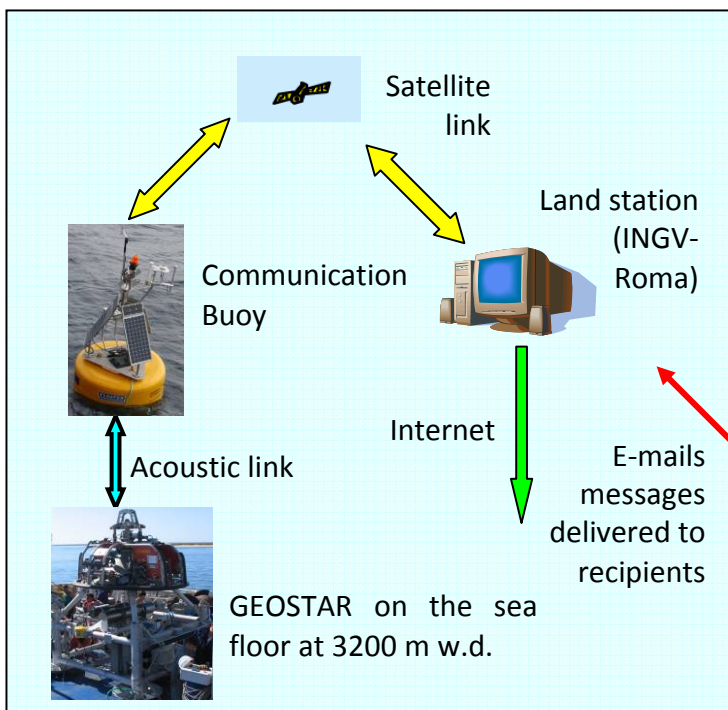 Satellite
link
Land station
(INGV-
Roma)
Communication
Buoy
Internet
Acoustic link
E-mails
messages
delivered to
recipients
GEOSTAR on the sea
floor at 3200 m w.d.